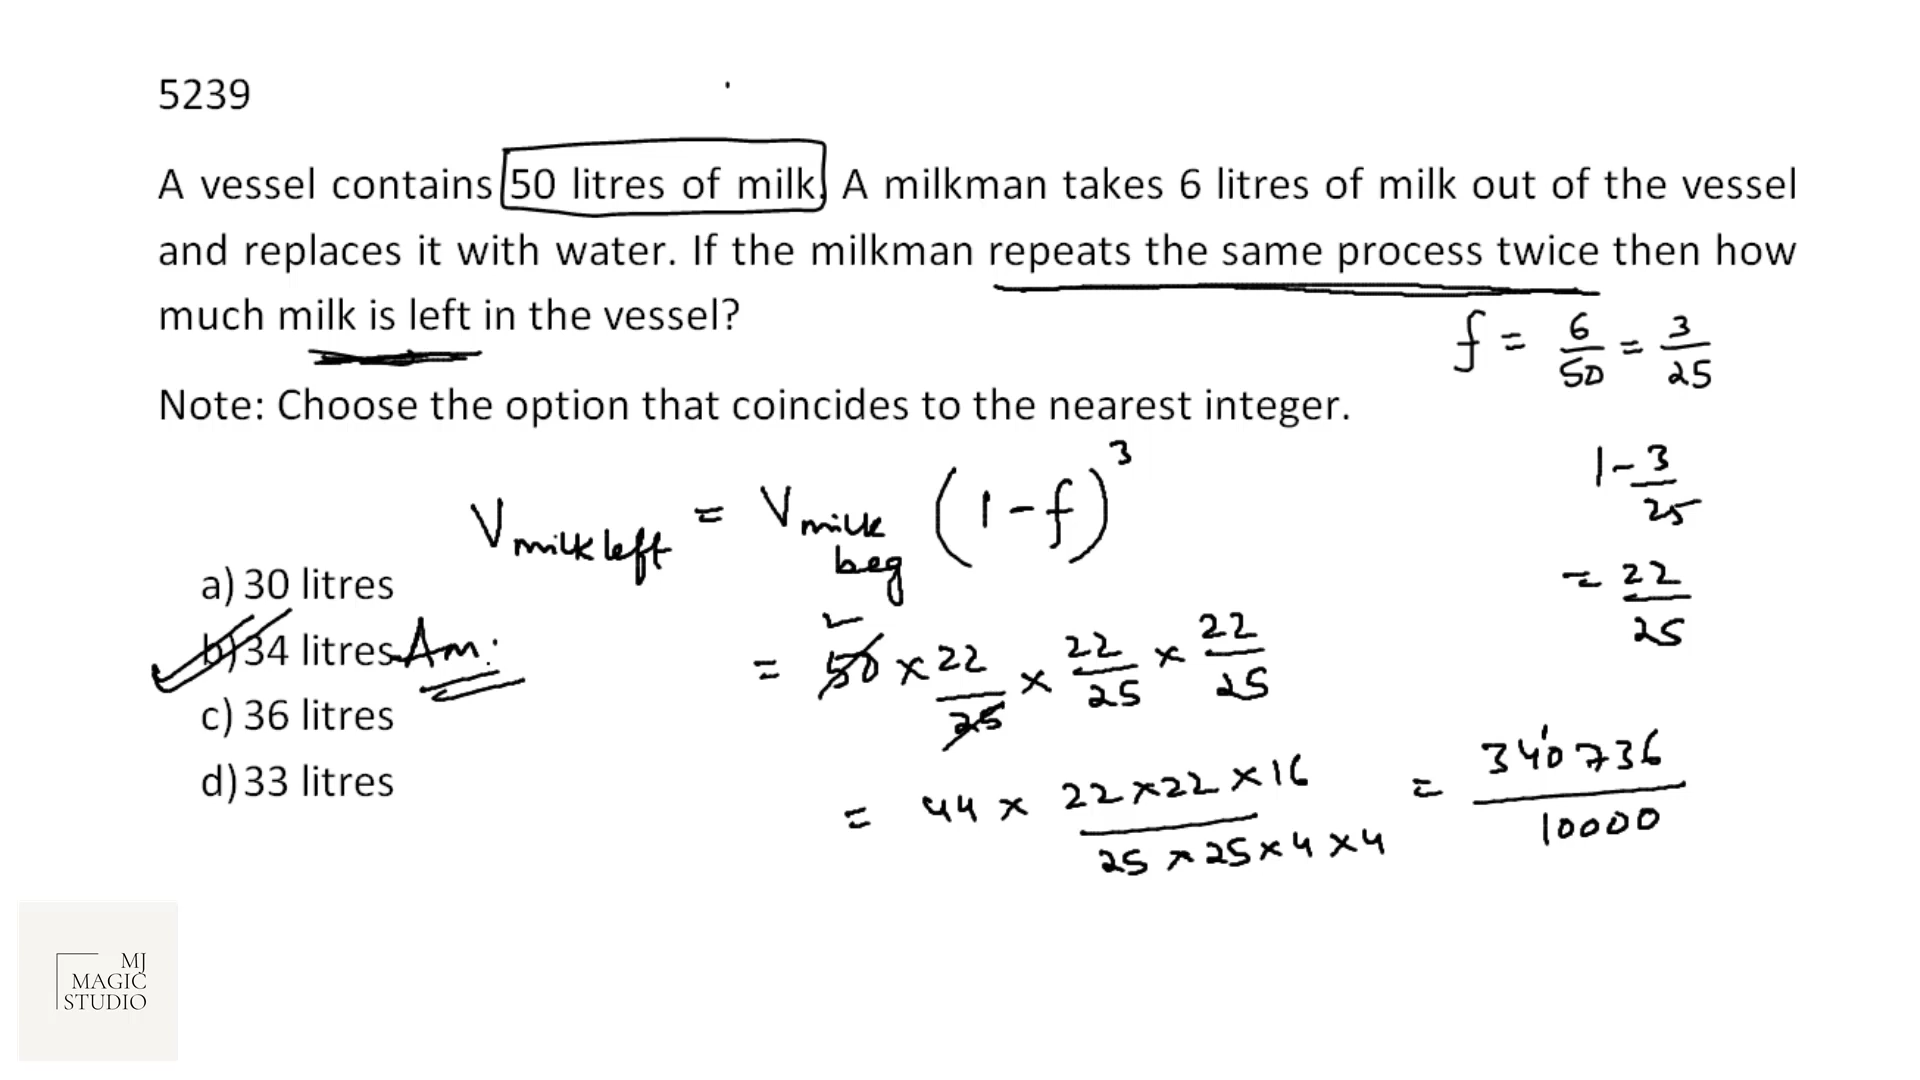 5239
A vessel contains 50 litres of milk. A milkman takes 6 litres of milk out of the vessel
and replaces it with water. If the milkman repeats the same process twice then how
much milk is left in the vessel?
f = 6/50 = 3/25
Note: Choose the option that coincides to the nearest integer.
1 - 3/25
= 22/25
V milk left = V milk beg (1 - f)³
a) 30 litres
b) 34 litres Ans:
c) 36 litres
d) 33 litres
2
= 50 × 22/25 × 22/25 × 22/25
= 44 × 22×22×16/25×25×4×4 = 340736/10000
MJ
MAGIC
STUDIO